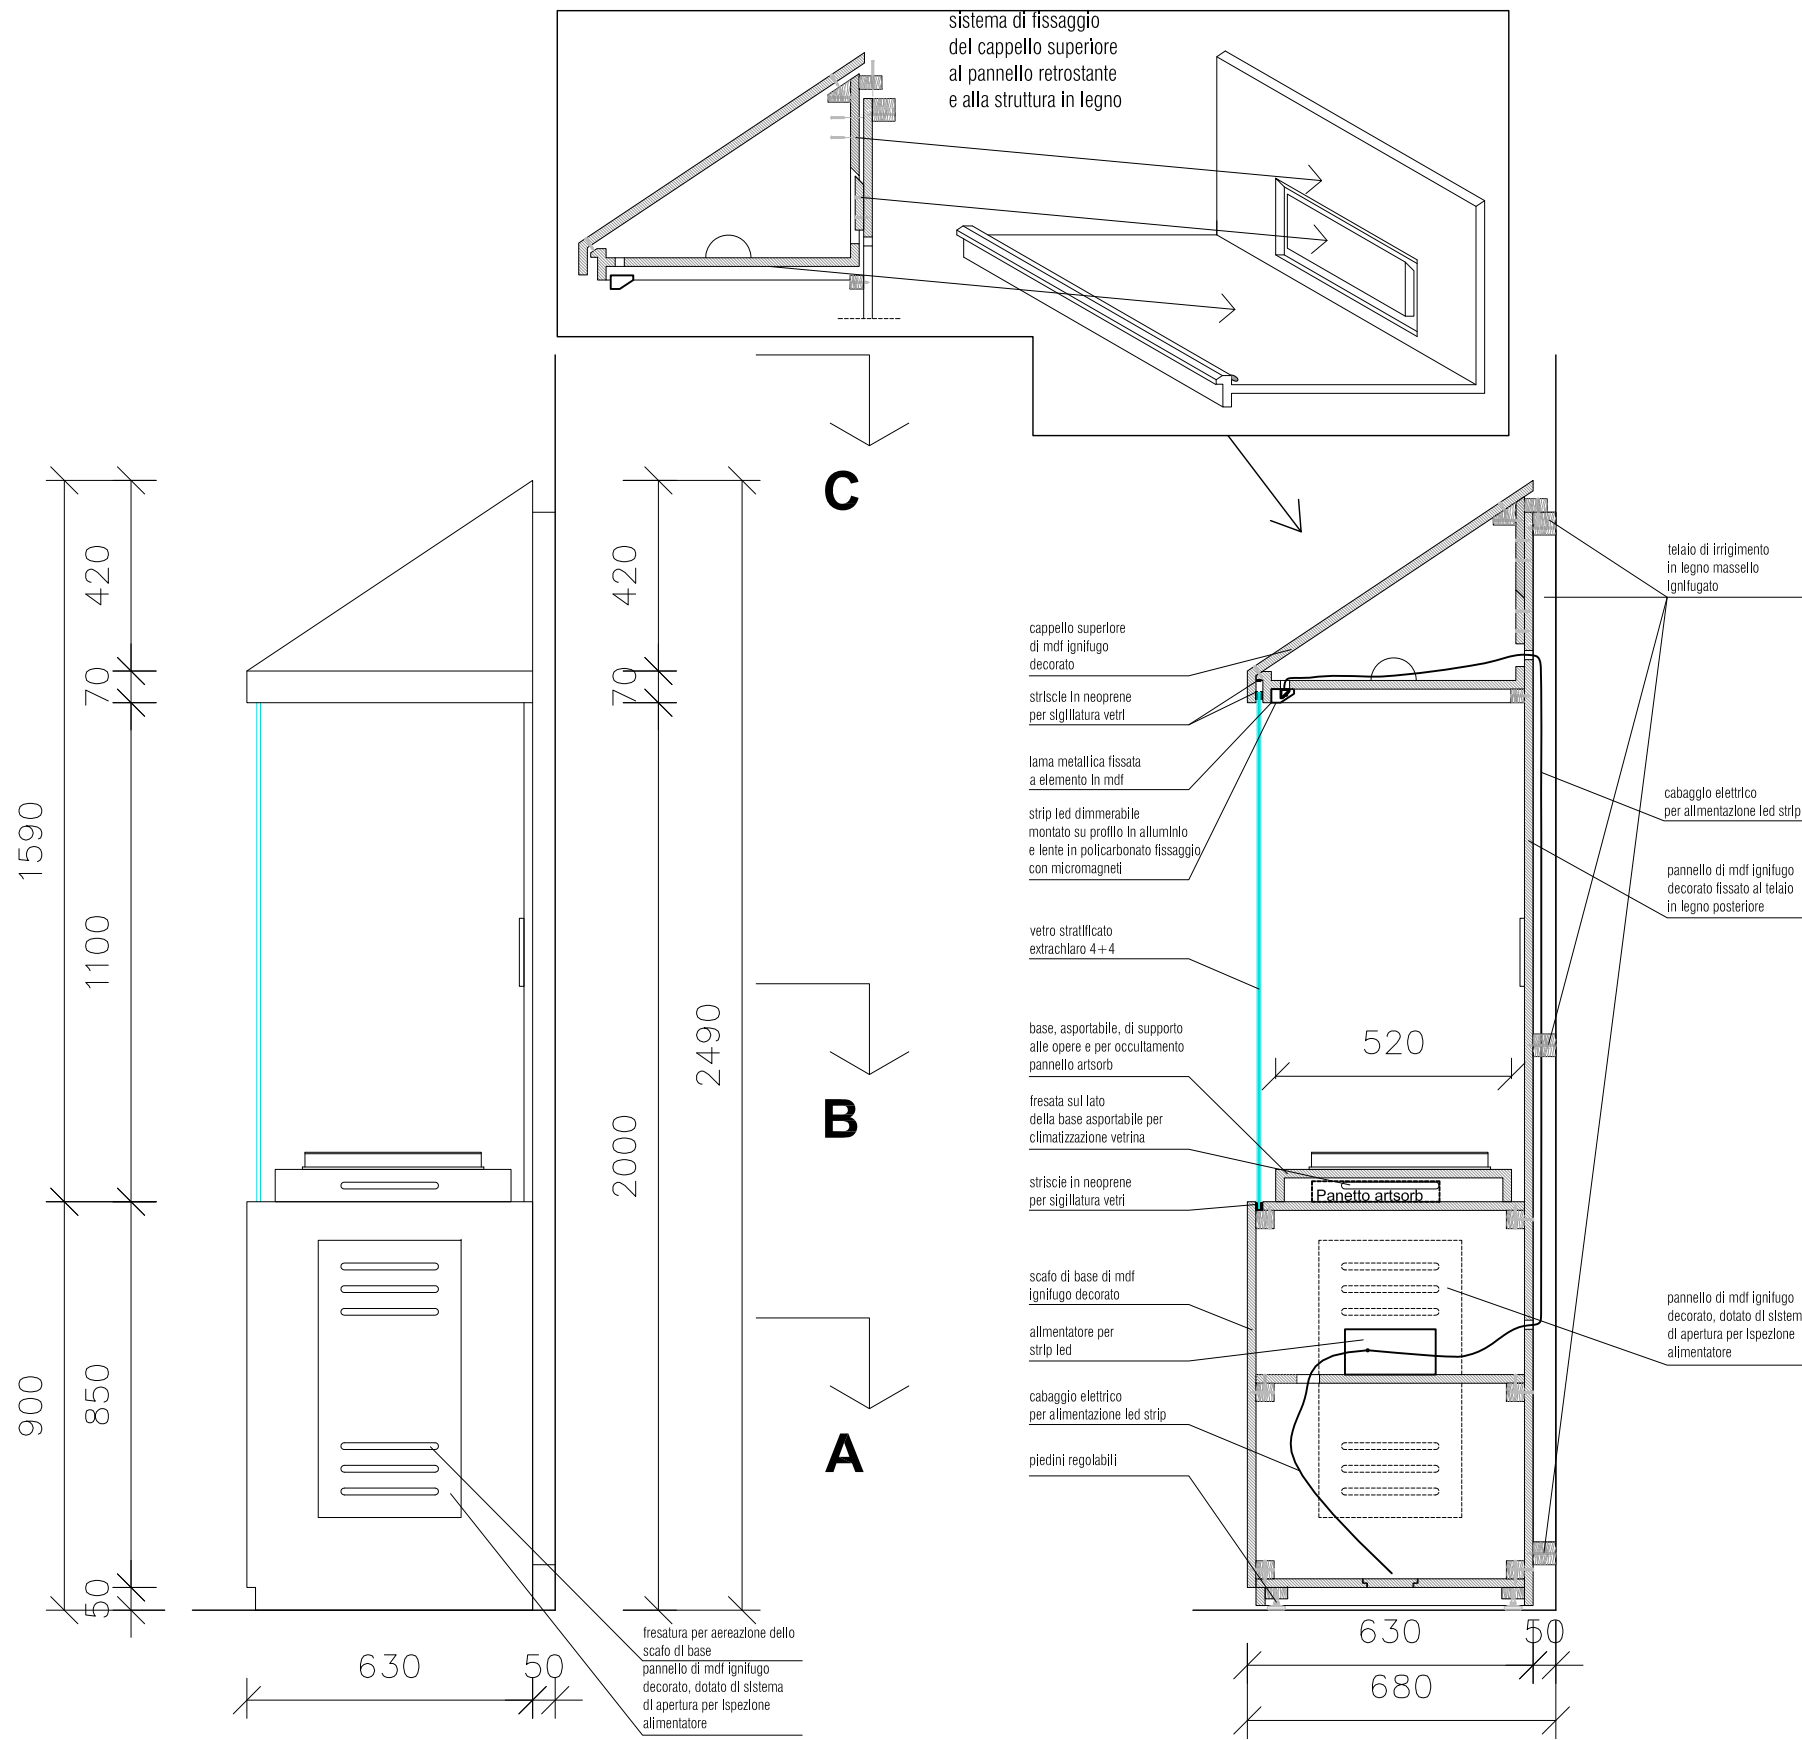 sistema di fissaggio
del cappello superiore
al pannello retrostante
e alla struttura in legno
C
B
A
420
70
1590
1100
900
850
50
420
70
2490
2000
630
50
fresatura per aereazione dello
scafo di base
pannello di mdf ignifugo
decorato, dotato di sistema
di apertura per ispezione
alimentatore
cappello superiore
di mdf ignifugo
decorato
striscie in neoprene
per sigillatura vetri
lama metallica fissata
a elemento in mdf
strip led dimmerabile
montato su profilo in alluminio
e lente in policarbonato fissaggio
con micromagneti
vetro stratificato
extrachiaro 4+4
base, asportabile, di supporto
alle opere e per occultamento
pannello artsorb
fresata sul lato
della base asportabile per
climatizzazione vetrina
striscie in neoprene
per sigillatura vetri
scafo di base di mdf
ignifugo decorato
alimentatore per
strip led
cabaggio elettrico
per alimentazione led strip
piedini regolabili
520
Panetto artsorb
630
50
680
telaio di irrigimento
in legno massello
ignifugato
cabaggio elettrico
per alimentazione led strip
pannello di mdf ignifugo
decorato fissato al telaio
in legno posteriore
pannello di mdf ignifugo
decorato, dotato di sistem
di apertura per ispezione
alimentatore